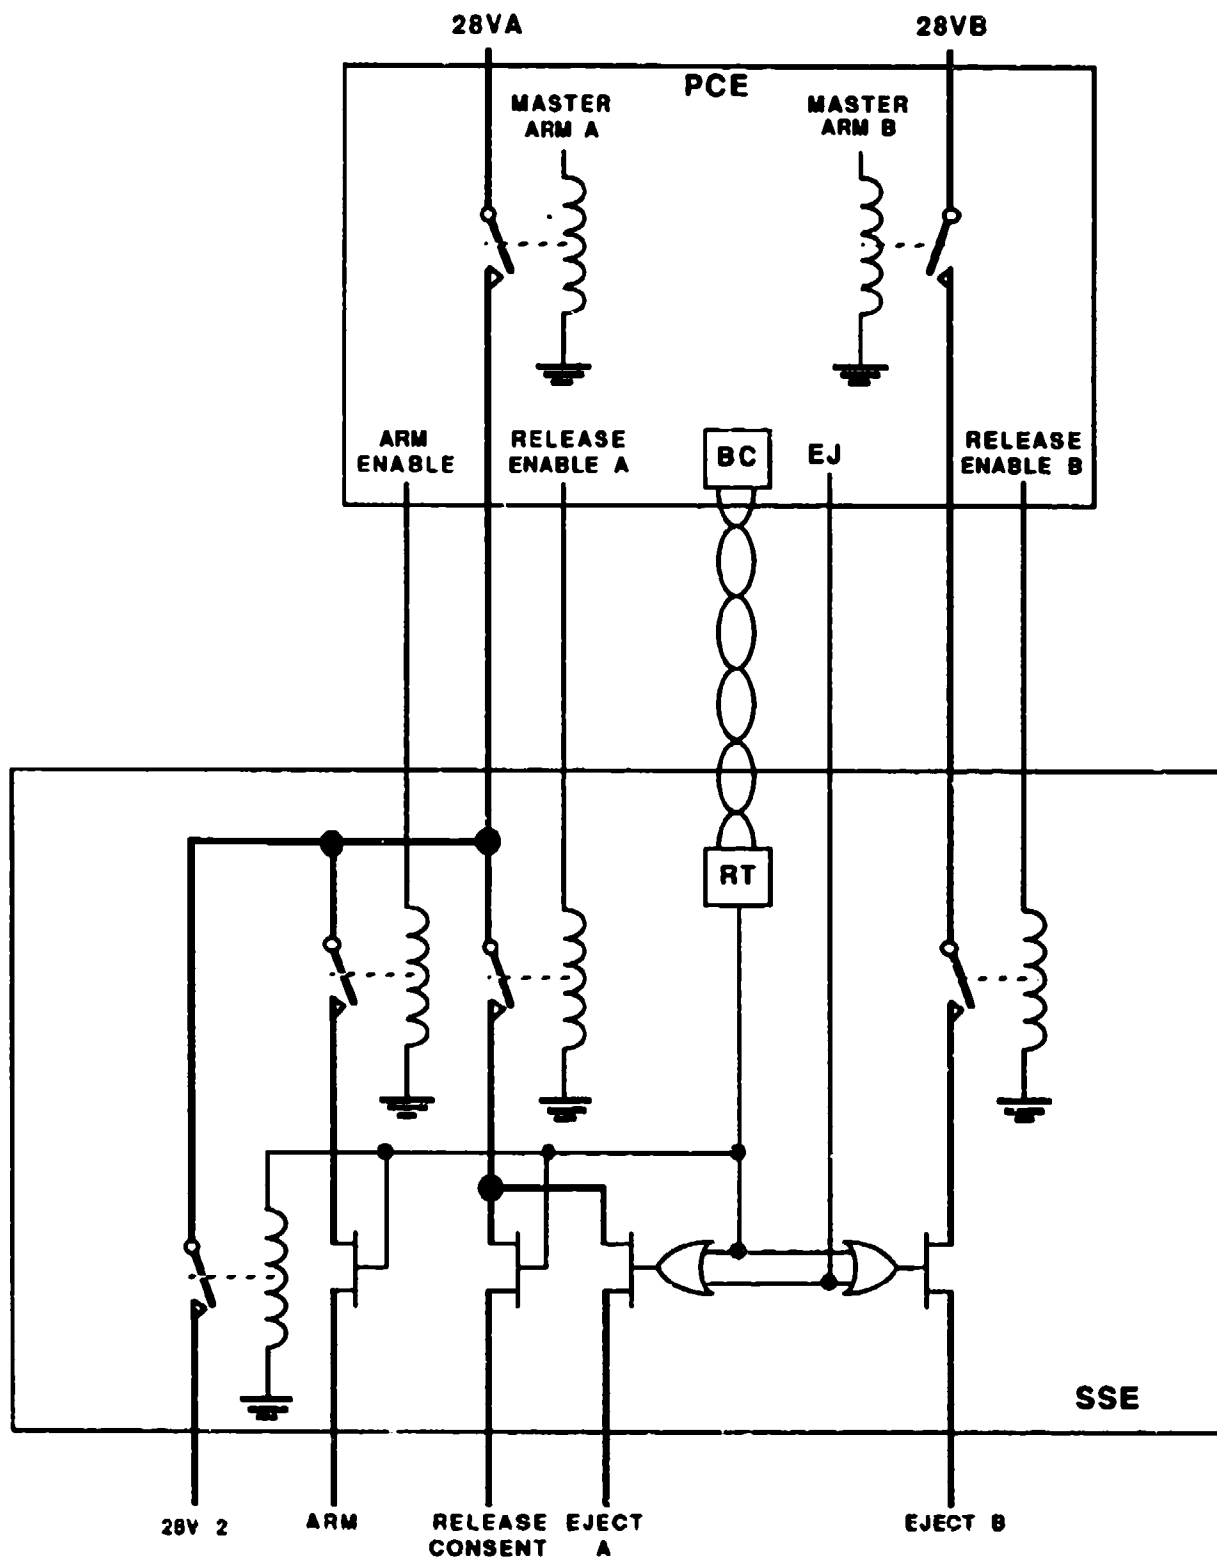 28VA
28VB
PCE
MASTER
ARM A
MASTER
ARM B
ARM
ENABLE
RELEASE
ENABLE A
BC
EJ
RELEASE
ENABLE B
RT
SSE
28V 2
ARM
RELEASE
CONSENT
EJECT
A
EJECT B